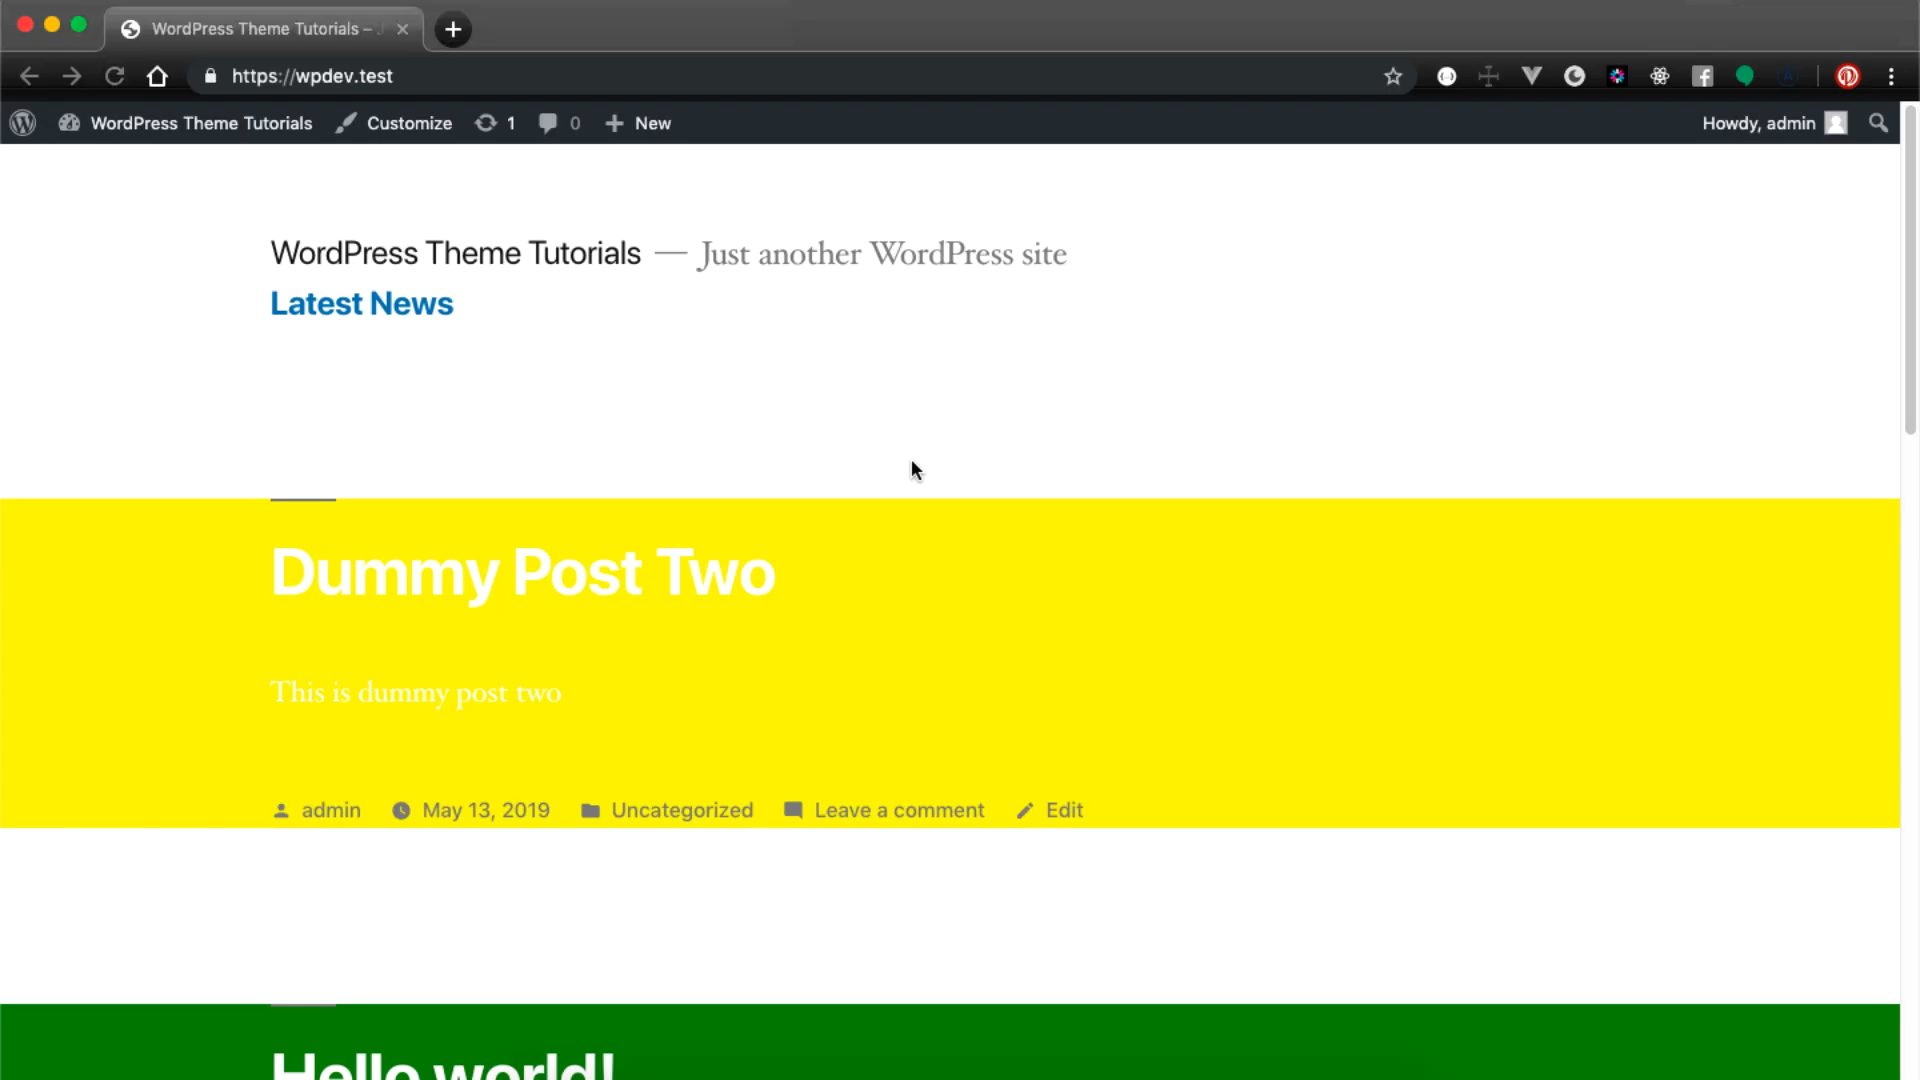 WordPress Theme Tutorials –
https://wpdev.test
WordPress Theme Tutorials Customize 1 0 New Howdy, admin
WordPress Theme Tutorials — Just another WordPress site
Latest News
Dummy Post Two
This is dummy post two
admin May 13, 2019 Uncategorized Leave a comment Edit
Hello world!